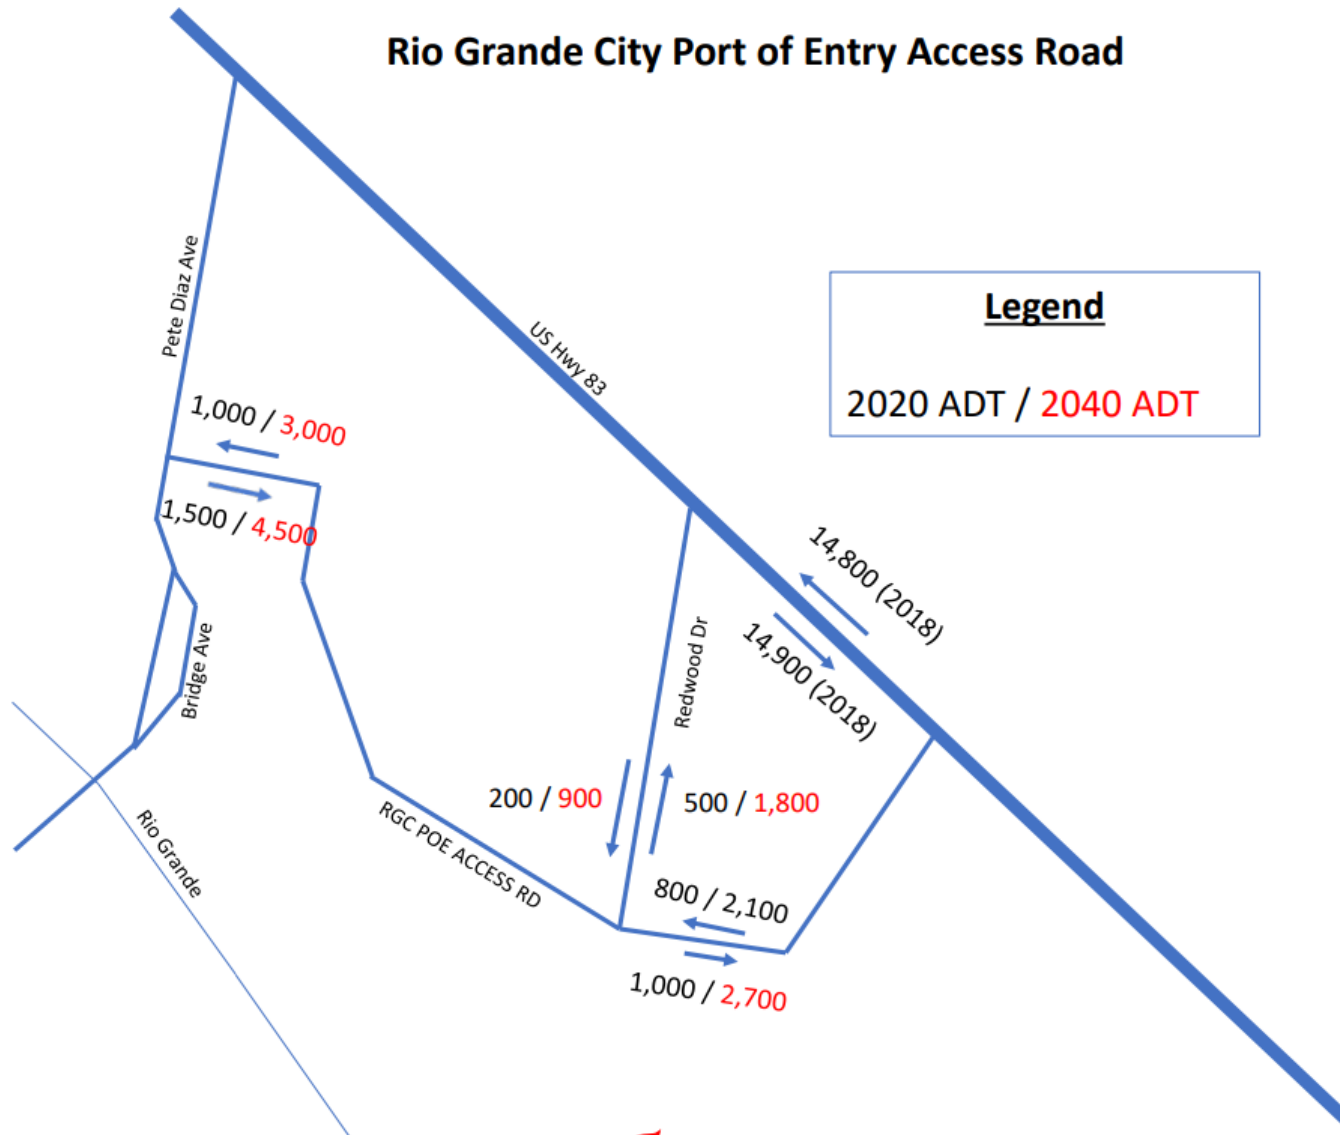 Rio Grande City Port of Entry Access Road
Pete Diaz Ave
US Hwy 83
Legend
2020 ADT / 2040 ADT
1,000 / 3,000
1,500 / 4,500
14,800 (2018)
14,900 (2018)
Bridge Ave
Redwood Dr
Rio Grande
RGC POE ACCESS RD
200 / 900
500 / 1,800
800 / 2,100
1,000 / 2,700